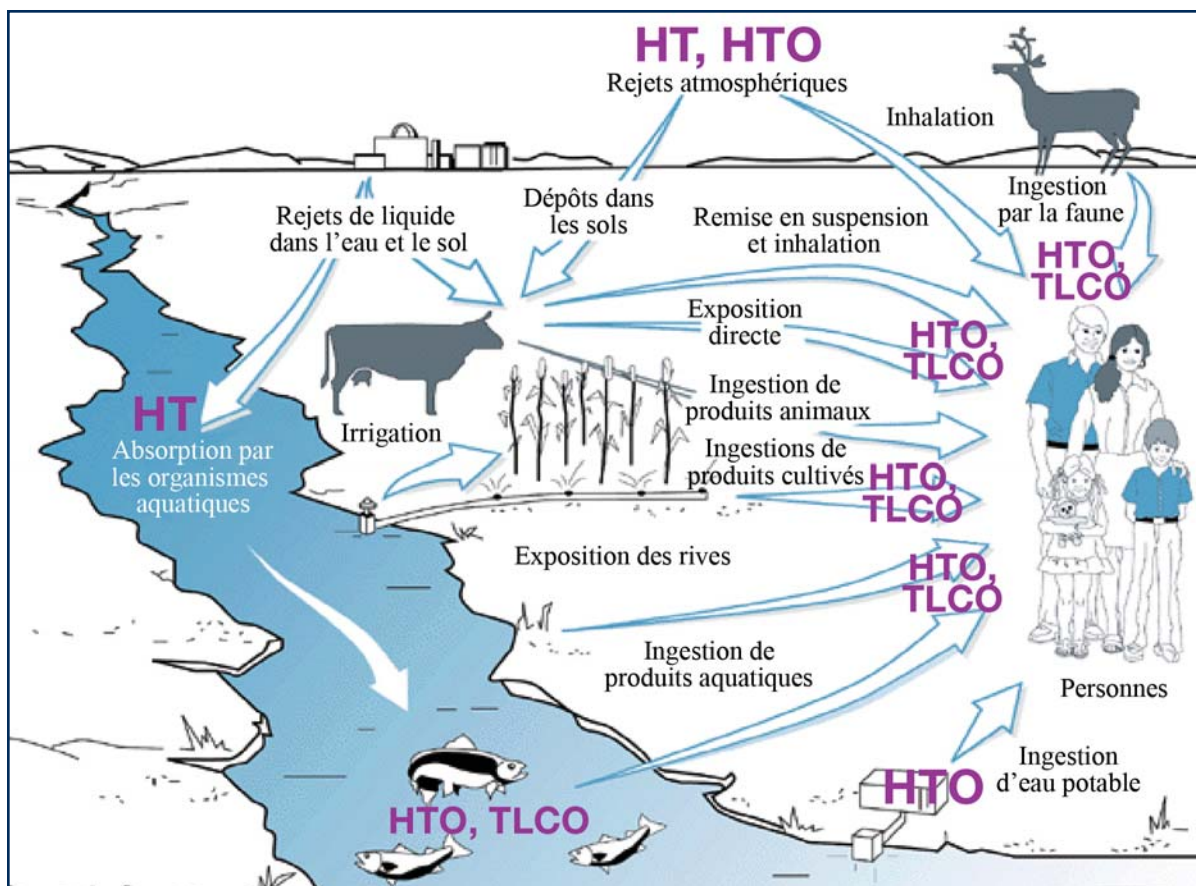 HT, HTO
Rejets atmosphériques
Inhalation
Ingestion
par la faune
Dépôts dans
les sols
Rejets de liquide
dans l'eau et le sol
Remise en suspension
et inhalation
HTO,
TLCO
Exposition
directe
HTO,
TLCO
Ingestion de
produits animaux
HT
Absorption par
les organismes
aquatiques
Irrigation
Ingestions de
produits cultivés
HTO,
TLCO
Exposition des rives
HTO,
TLCO
Ingestion de
produits aquatiques
Personnes
Ingestion
d'eau potable
HTO
HTO, TLCO